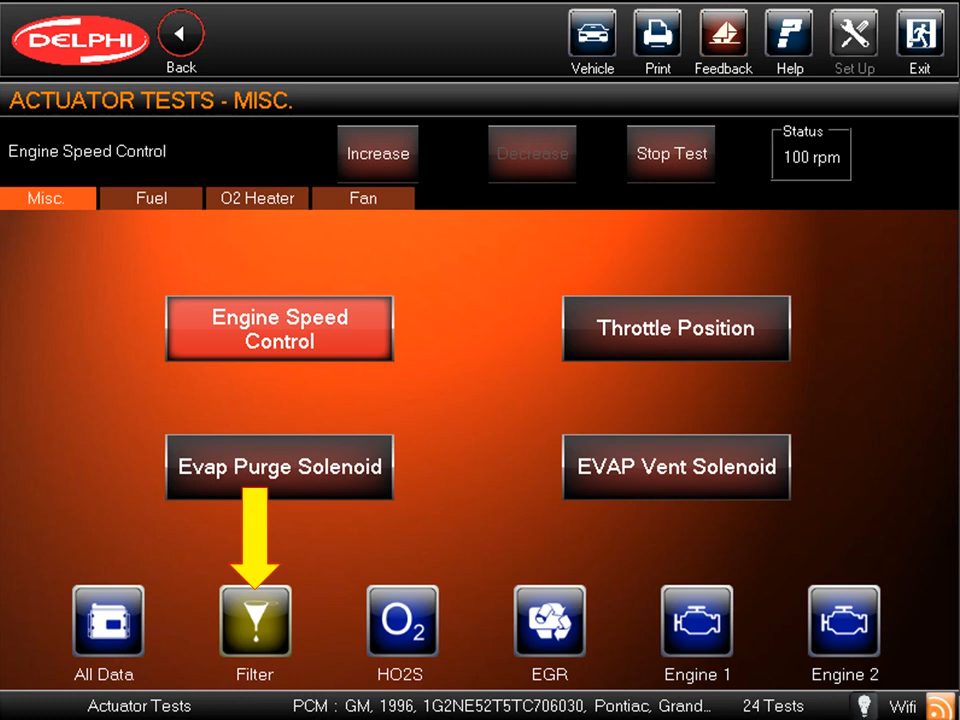 DELPHI
Back
Vehicle
Print
Feedback
Help
Set Up
Exit
ACTUATOR TESTS - MISC.
Engine Speed Control
Increase
Decrease
Stop Test
Status
100 rpm
Misc.
Fuel
O2 Heater
Fan
Engine Speed
Control
Throttle Position
Evap Purge Solenoid
EVAP Vent Solenoid
O2
All Data
Filter
HO2S
EGR
Engine 1
Engine 2
Actuator Tests
PCM : GM, 1996, 1G2NE52T5TC706030, Pontiac, Grand...
24 Tests
Wifi